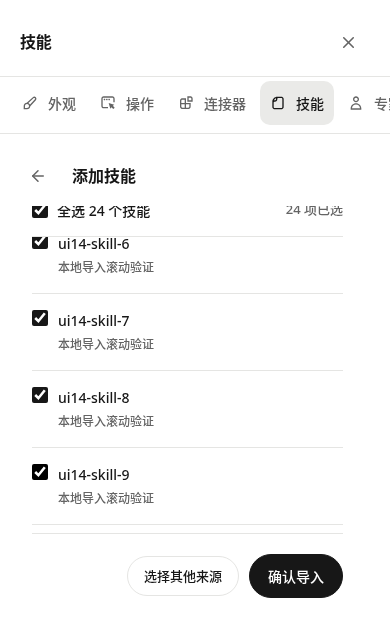 技能
外观
操作
连接器
技能
添加技能
全选 24 个技能
24 项已选
ui14-skill-6
本地导入滚动验证
ui14-skill-7
本地导入滚动验证
ui14-skill-8
本地导入滚动验证
ui14-skill-9
本地导入滚动验证
选择其他来源
确认导入